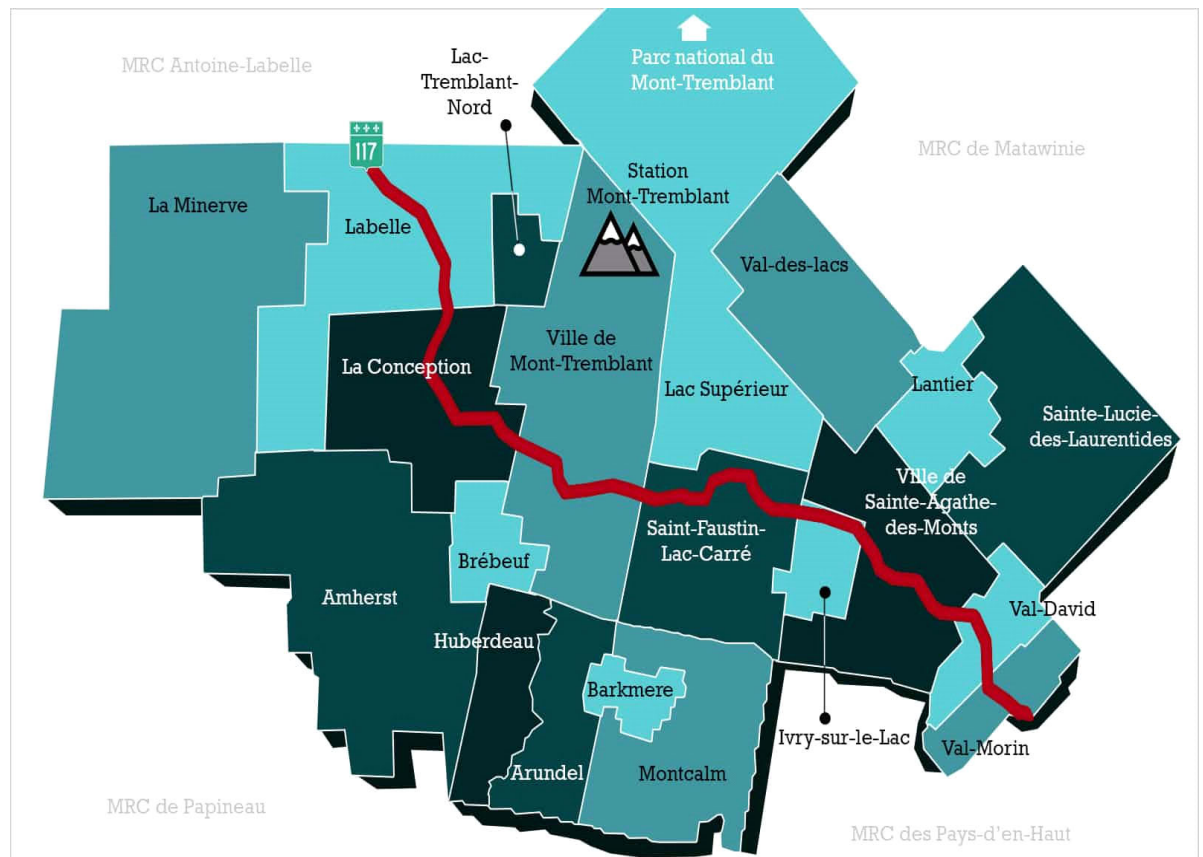 MRC Antoine-Labelle
Lac-
Tremblant-
Nord
Parc national du
Mont-Tremblant
117
MRC de Matawinie
La Minerve
Labelle
Station
Mont-Tremblant
Val-des-lacs
Ville de
Mont-Tremblant
La Conception
Lac Supérieur
Lantier
Sainte-Lucie-
des-Laurentides
Ville de
Sainte-Agathe-
des-Monts
Saint-Faustin-
Lac-Carré
Brébeuf
Amherst
Val-David
Huberdeau
Barkmere
Ivry-sur-le-Lac
Val-Morin
Arundel
Montcalm
MRC de Papineau
MRC des Pays-d'en-Haut